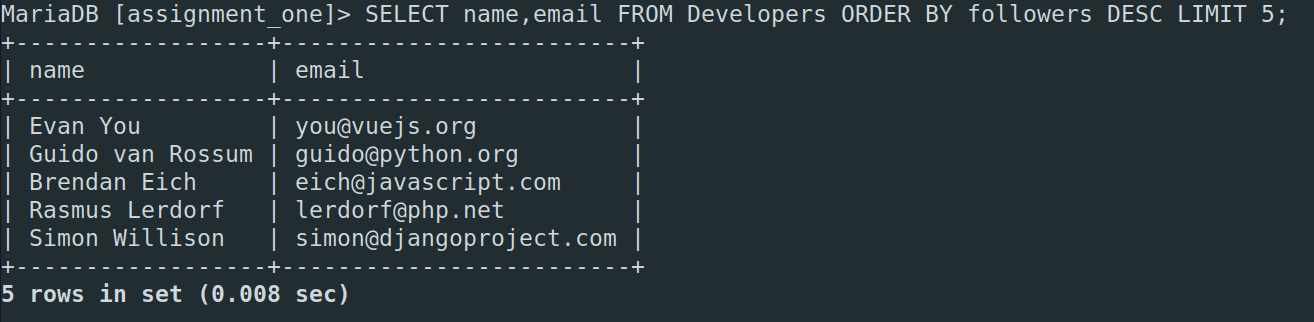 MariaDB [assignment_one]> SELECT name,email FROM Developers ORDER BY followers DESC LIMIT 5;
+------------------+-------------------------+
| name             | email                   |
+------------------+-------------------------+
| Evan You         | you@vuejs.org           |
| Guido van Rossum | guido@python.org        |
| Brendan Eich     | eich@javascript.com     |
| Rasmus Lerdorf   | lerdorf@php.net         |
| Simon Willison   | simon@djangoproject.com |
+------------------+-------------------------+
5 rows in set (0.008 sec)